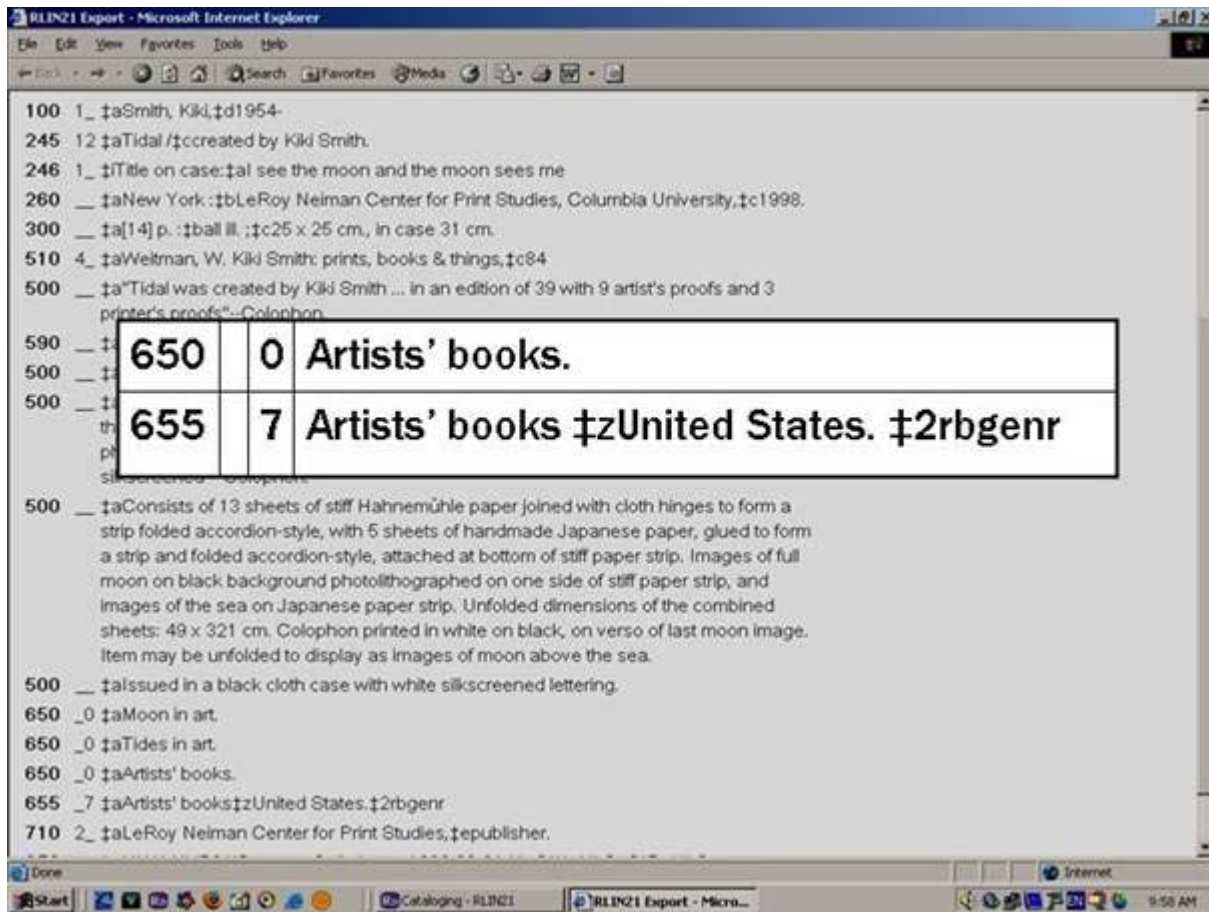 RLIN21 Export - Microsoft Internet Explorer
File Edit View Favorites Tools Help
Back Search Favorites Media
100 1_ ‡aSmith, Kiki,‡d1954-
245 12 ‡aTidal /‡ccreated by Kiki Smith.
246 1_ ‡iTitle on case:‡aI see the moon and the moon sees me
260 __ ‡aNew York :‡bLeRoy Neiman Center for Print Studies, Columbia University,‡c1998.
300 __ ‡a[14] p. :‡ball ill. ;‡c25 x 25 cm., in case 31 cm.
510 4_ ‡aWeitman, W. Kiki Smith: prints, books & things,‡c84
500 __ ‡a"Tidal was created by Kiki Smith ... in an edition of 39 with 9 artist's proofs and 3
printer's proofs"--Colophon.
590 __
500 __
500 __
650 0 Artists' books.
655 7 Artists' books ‡zUnited States. ‡2rbgenr
silkscreened"--Colophon.
500 __ ‡aConsists of 13 sheets of stiff Hahnemühle paper joined with cloth hinges to form a
strip folded accordion-style, with 5 sheets of handmade Japanese paper, glued to form
a strip and folded accordion-style, attached at bottom of stiff paper strip. Images of full
moon on black background photolithographed on one side of stiff paper strip, and
images of the sea on Japanese paper strip. Unfolded dimensions of the combined
sheets: 49 x 321 cm. Colophon printed in white on black, on verso of last moon image.
Item may be unfolded to display as images of moon above the sea.
500 __ ‡aIssued in a black cloth case with white silkscreened lettering.
650 _0 ‡aMoon in art.
650 _0 ‡aTides in art.
650 _0 ‡aArtists' books.
655 _7 ‡aArtists' books‡zUnited States.‡2rbgenr
710 2_ ‡aLeRoy Neiman Center for Print Studies,‡epublisher.
Done Internet
Start Cataloging - RLIN21 RLIN21 Export - Micro... 9:58 AM